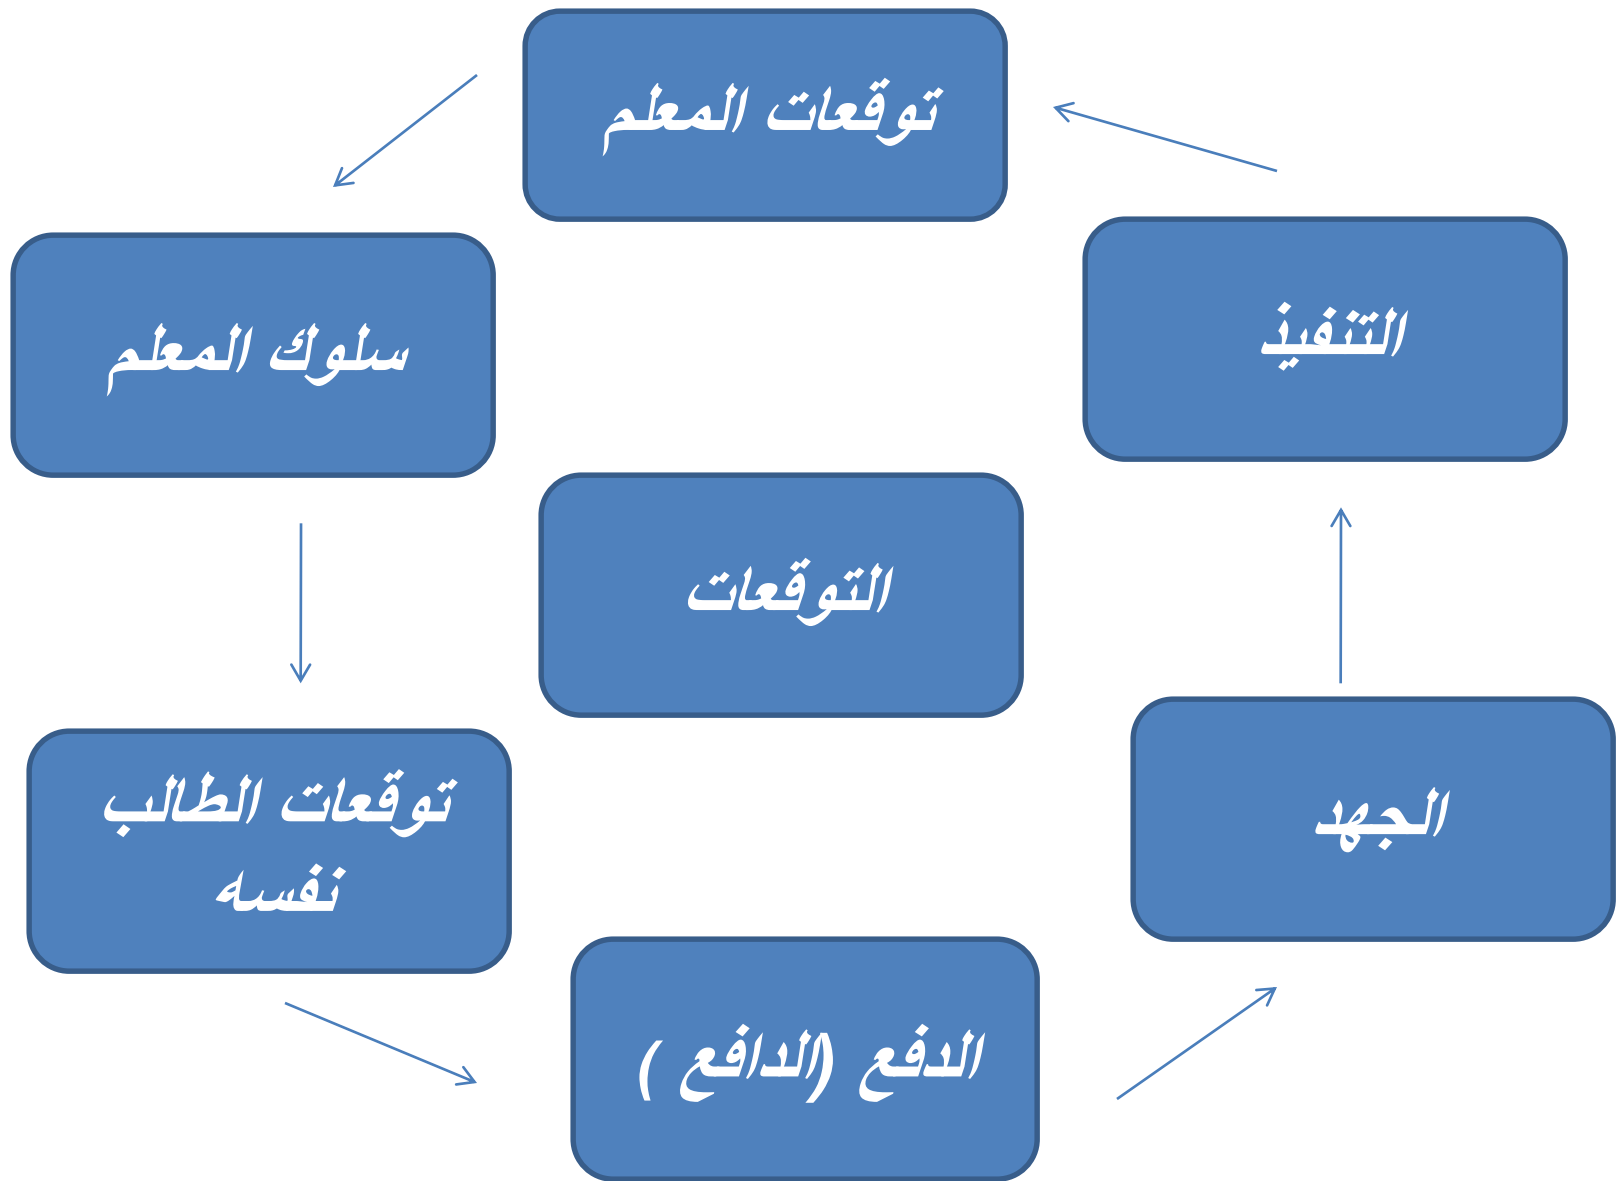 توقعات المعلم
التنفيذ
سلوك المعلم
التوقعات
الجهد
توقعات الطالب
نفسه
الدفع (الدافع )